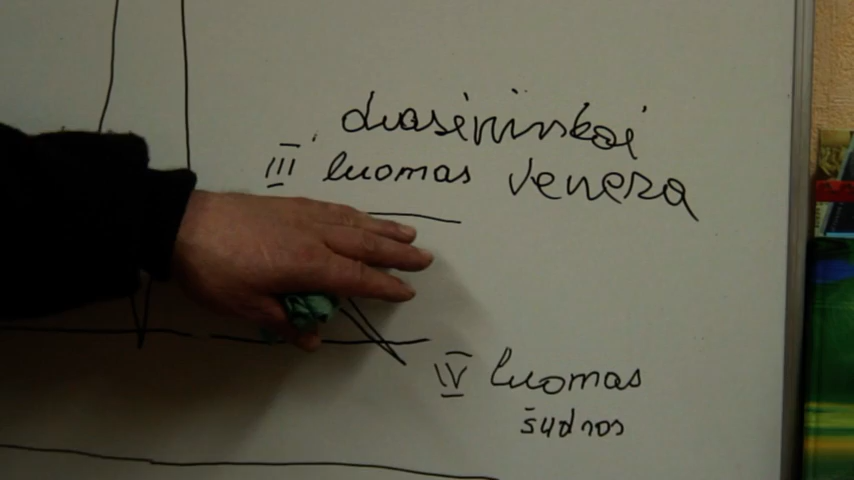 dvasininkai
III luomas Venera
IV luomas
šudros